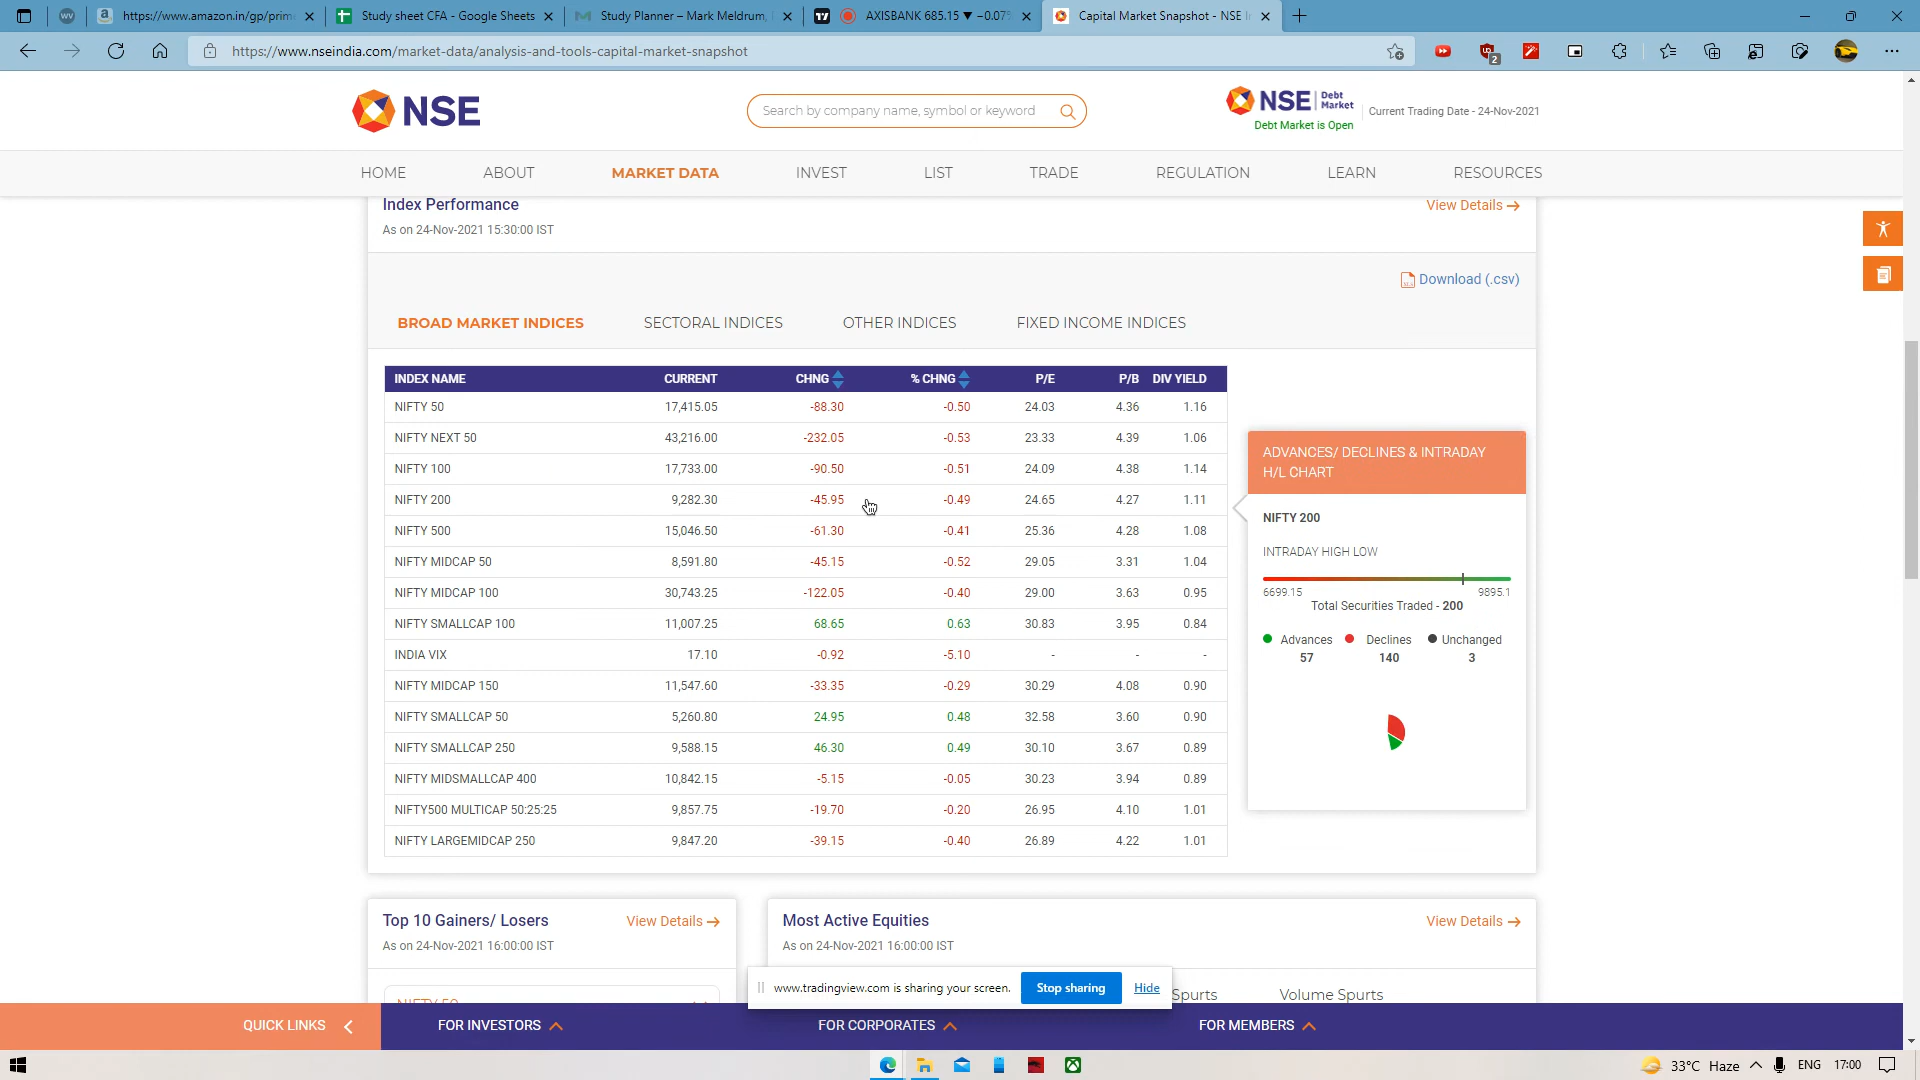 https://www.amazon.in/gp/prim
Study sheet CFA - Google Sheets
Study Planner – Mark Meldrum,
AXISBANK 685.15 ▼ −0.07
Capital Market Snapshot - NSE I
https://www.nseindia.com/market-data/analysis-and-tools-capital-market-snapshot
2
NSE
Search by company name, symbol or keyword
NSE Debt Market
Debt Market is Open
Current Trading Date - 24-Nov-2021
HOME ABOUT MARKET DATA INVEST LIST TRADE REGULATION LEARN RESOURCES
Index Performance
View Details →
As on 24-Nov-2021 15:30:00 IST
Download (.csv)
BROAD MARKET INDICES SECTORAL INDICES OTHER INDICES FIXED INCOME INDICES
INDEX NAME CURRENT CHNG % CHNG P/E P/B DIV YIELD
NIFTY 50 17,415.05 -88.30 -0.50 24.03 4.36 1.16
NIFTY NEXT 50 43,216.00 -232.05 -0.53 23.33 4.39 1.06
NIFTY 100 17,733.00 -90.50 -0.51 24.09 4.38 1.14
NIFTY 200 9,282.30 -45.95 -0.49 24.65 4.27 1.11
NIFTY 500 15,046.50 -61.30 -0.41 25.36 4.28 1.08
NIFTY MIDCAP 50 8,591.80 -45.15 -0.52 29.05 3.31 1.04
NIFTY MIDCAP 100 30,743.25 -122.05 -0.40 29.00 3.63 0.95
NIFTY SMALLCAP 100 11,007.25 68.65 0.63 30.83 3.95 0.84
INDIA VIX 17.10 -0.92 -5.10 - - -
NIFTY MIDCAP 150 11,547.60 -33.35 -0.29 30.29 4.08 0.90
NIFTY SMALLCAP 50 5,260.80 24.95 0.48 32.58 3.60 0.90
NIFTY SMALLCAP 250 9,588.15 46.30 0.49 30.10 3.67 0.89
NIFTY MIDSMALLCAP 400 10,842.15 -5.15 -0.05 30.23 3.94 0.89
NIFTY500 MULTICAP 50:25:25 9,857.75 -19.70 -0.20 26.95 4.10 1.01
NIFTY LARGEMIDCAP 250 9,847.20 -39.15 -0.40 26.89 4.22 1.01
ADVANCES/ DECLINES & INTRADAY
H/L CHART
NIFTY 200
INTRADAY HIGH LOW
6699.15 9895.1
Total Securities Traded - 200
Advances Declines Unchanged
57 140 3
Top 10 Gainers/ Losers View Details →
As on 24-Nov-2021 16:00:00 IST
Most Active Equities View Details →
As on 24-Nov-2021 16:00:00 IST
NIFTY 50
Spurts Volume Spurts
www.tradingview.com is sharing your screen. Stop sharing Hide
QUICK LINKS FOR INVESTORS FOR CORPORATES FOR MEMBERS
33°C Haze ENG 17:00